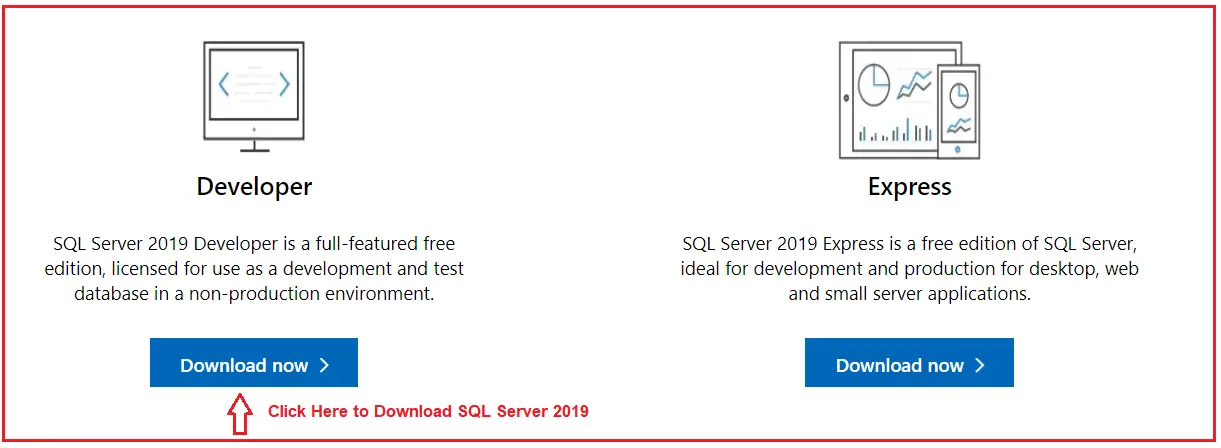 Developer
SQL Server 2019 Developer is a full-featured free
edition, licensed for use as a development and test
database in a non-production environment.
Download now
Click Here to Download SQL Server 2019
Express
SQL Server 2019 Express is a free edition of SQL Server,
ideal for development and production for desktop, web
and small server applications.
Download now